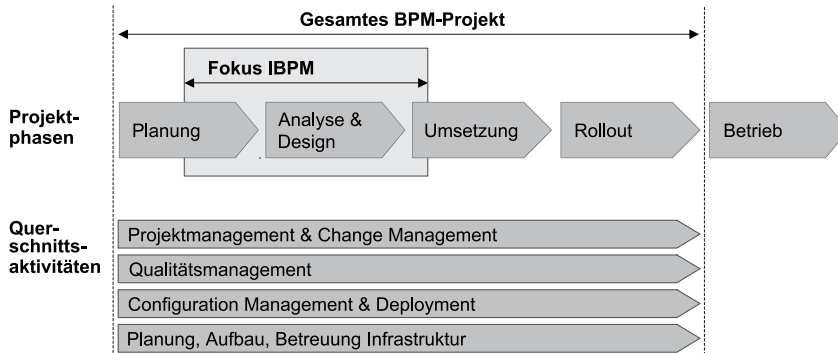 Gesamtes BPM-Projekt
Fokus IBPM
Projekt-
phasen
Planung
Analyse &
Design
Umsetzung
Rollout
Betrieb
Quer-
schnitts-
aktivitäten
Projektmanagement & Change Management
Qualitätsmanagement
Configuration Management & Deployment
Planung, Aufbau, Betreuung Infrastruktur